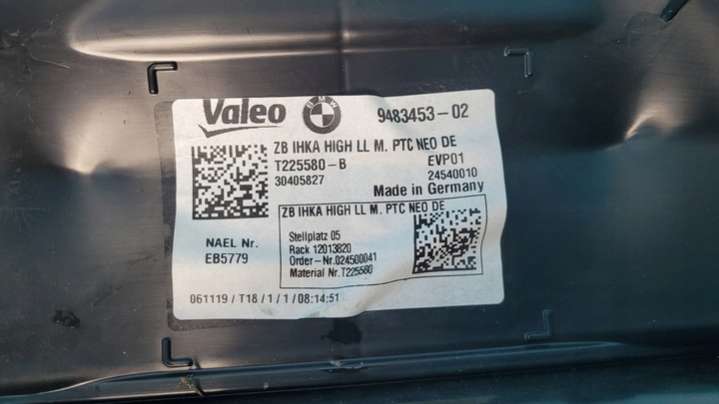 Valeo BMW 9483453-02
ZB IHKA HIGH LL M. PTC NEO DE
T225580-B EVP01
30405827 24540010
Made in Germany
NAEL Nr.
EB5779
ZB IHKA HIGH LL M. PTC NEO DE
Stellplatz 05
Rack 12013820
Order-Nr.024500041
Material Nr.T225580
061119 / T18 / 1 / 1 / 08:14:51